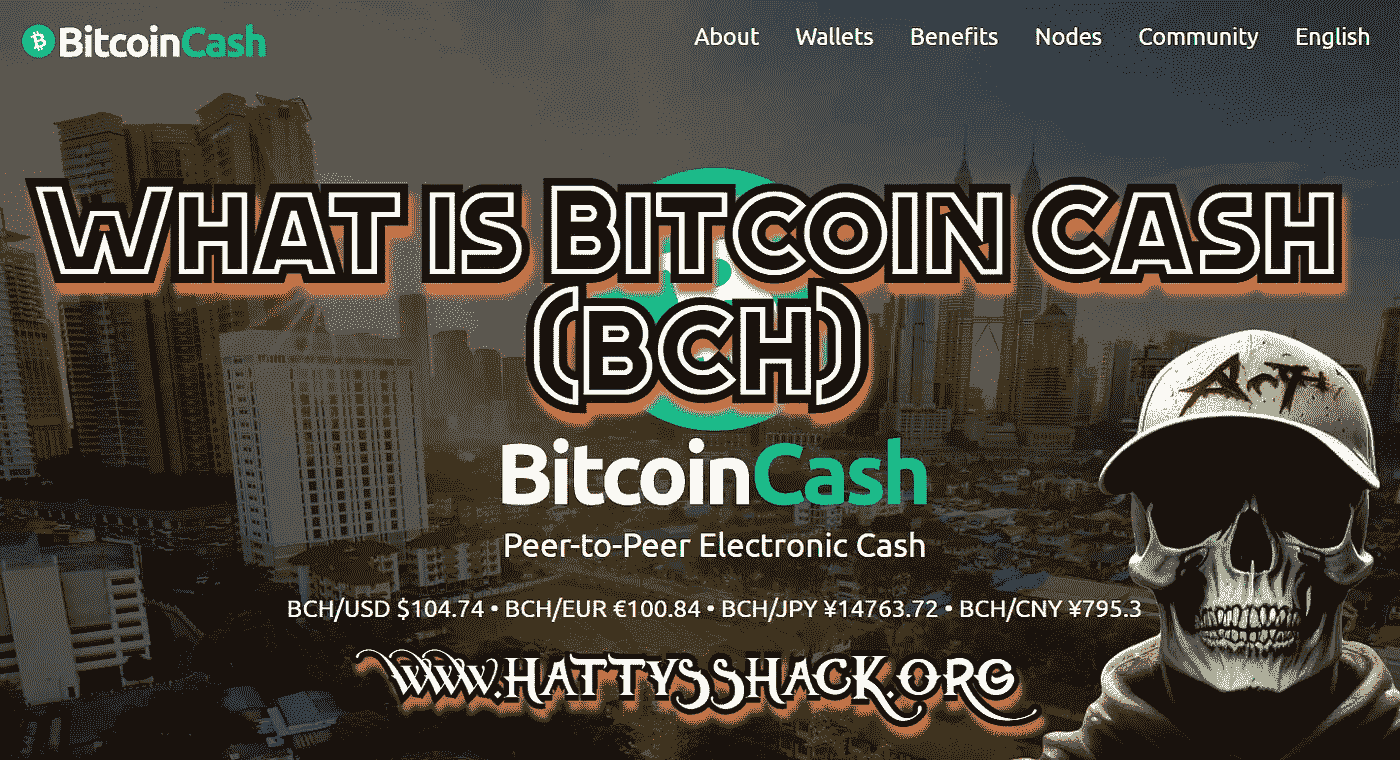 BitcoinCash About Wallets Benefits Nodes Community English
What is Bitcoin Cash
(BCH)
BitcoinCash
Peer-to-Peer Electronic Cash
BCH/USD $104.74 • BCH/EUR €100.84 • BCH/JPY ¥14763.72 • BCH/CNY ¥795.3
www.HattysShack.org